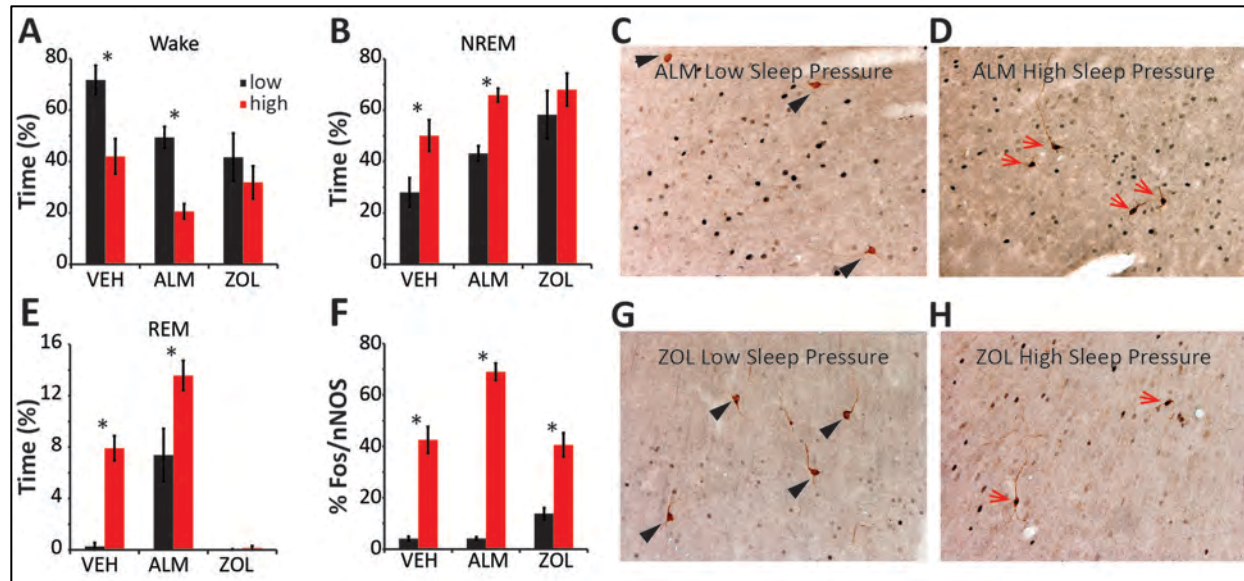 A
Wake
Time (%)
80
60
40
20
0
*
*
low
high
VEH ALM ZOL
B
NREM
Time (%)
80
60
40
20
0
*
*
VEH ALM ZOL
C
ALM Low Sleep Pressure
D
ALM High Sleep Pressure
E
REM
Time (%)
16
12
8
4
0
*
*
VEH ALM ZOL
F
% Fos/nNOS
80
60
40
20
0
*
*
*
VEH ALM ZOL
G
ZOL Low Sleep Pressure
H
ZOL High Sleep Pressure